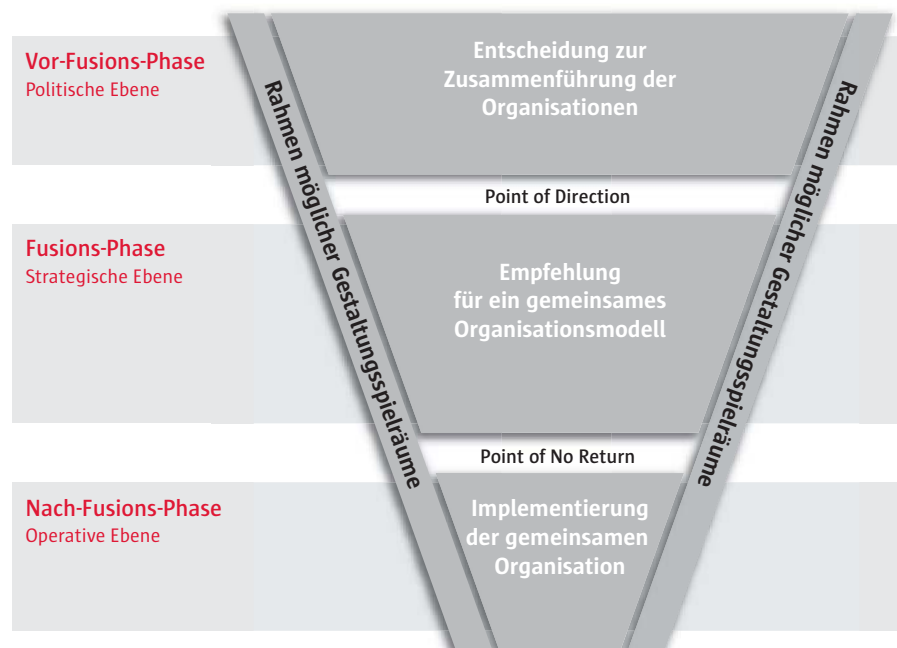 Vor-Fusions-Phase
Politische Ebene
Rahmen möglicher Gestaltungsspielräume
Entscheidung zur
Zusammenführung der
Organisationen
Rahmen möglicher Gestaltungsspielräume
Point of Direction
Fusions-Phase
Strategische Ebene
Empfehlung
für ein gemeinsames
Organisationsmodell
Point of No Return
Nach-Fusions-Phase
Operative Ebene
Implementierung
der gemeinsamen
Organisation